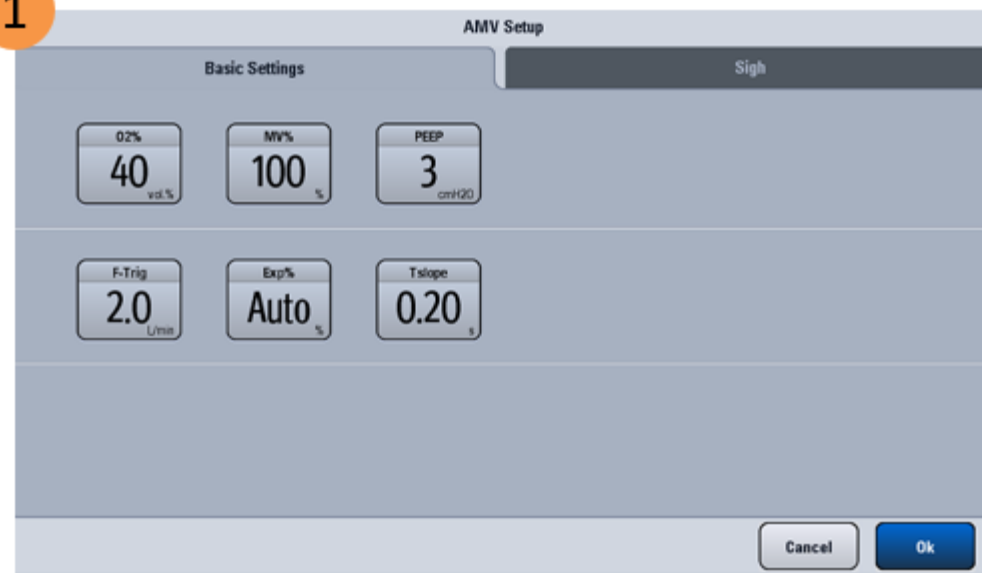 1
AMV Setup
Basic Settings
Sigh
O2%
40
vol.%
MV%
100
%
PEEP
3
cmH2O
F-Trig
2.0
L/min
Exp%
Auto
%
Tslope
0.20
s
Cancel
Ok